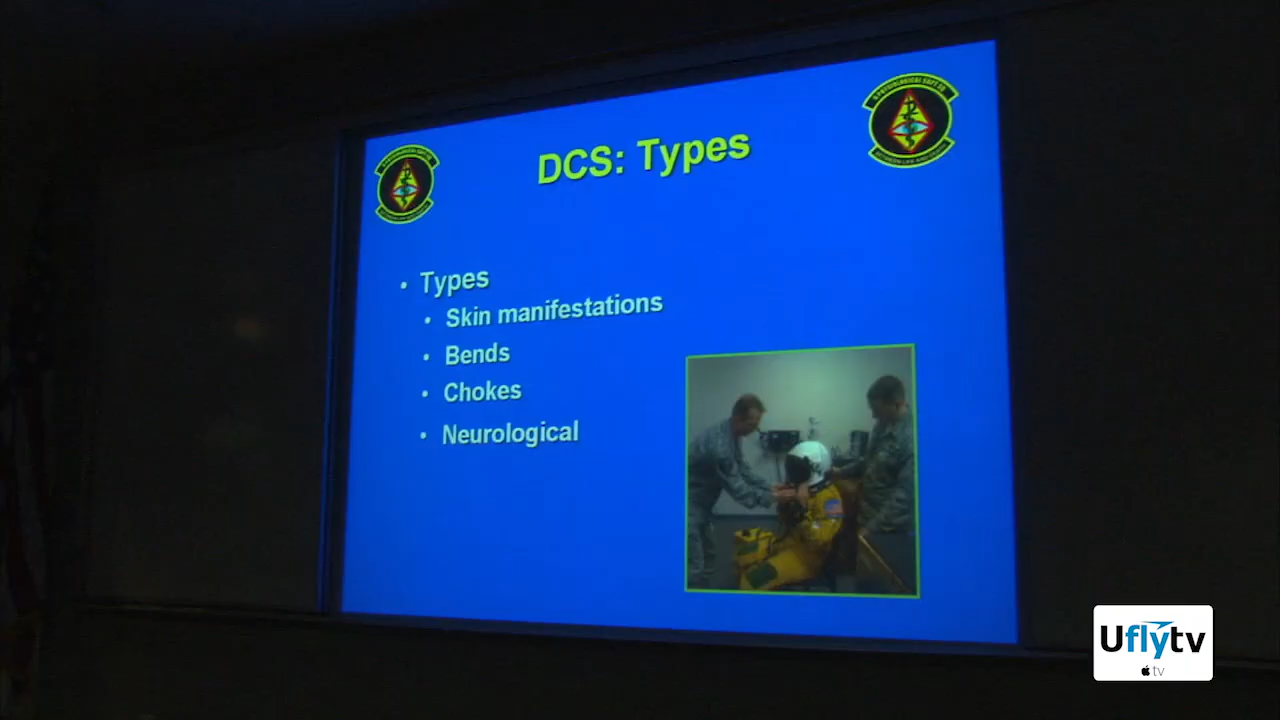 DCS: Types
• Types
• Skin manifestations
• Bends
• Chokes
• Neurological
Uflytv
tv